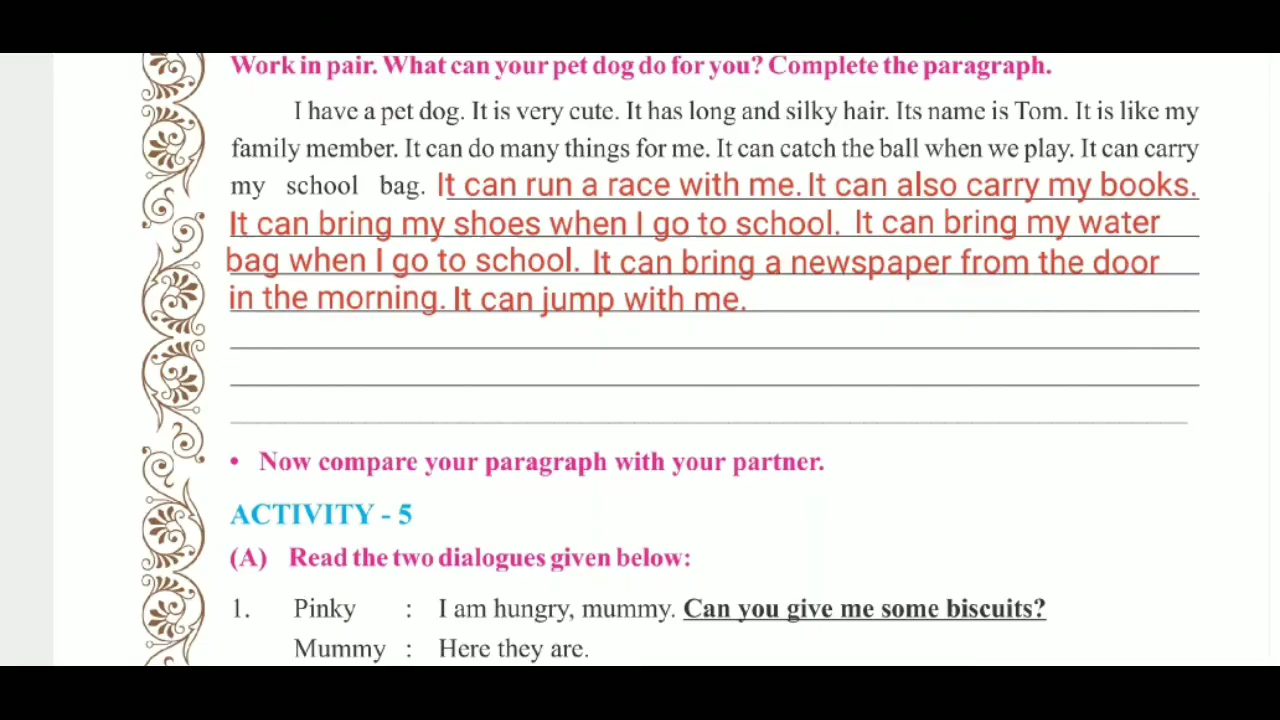 Work in pair. What can your pet dog do for you? Complete the paragraph.
I have a pet dog. It is very cute. It has long and silky hair. Its name is Tom. It is like my
family member. It can do many things for me. It can catch the ball when we play. It can carry
my school bag. It can run a race with me. It can also carry my books.
It can bring my shoes when I go to school. It can bring my water
bag when I go to school. It can bring a newspaper from the door
in the morning. It can jump with me.
• Now compare your paragraph with your partner.
ACTIVITY - 5
(A) Read the two dialogues given below:
1. Pinky : I am hungry, mummy. Can you give me some biscuits?
Mummy : Here they are.